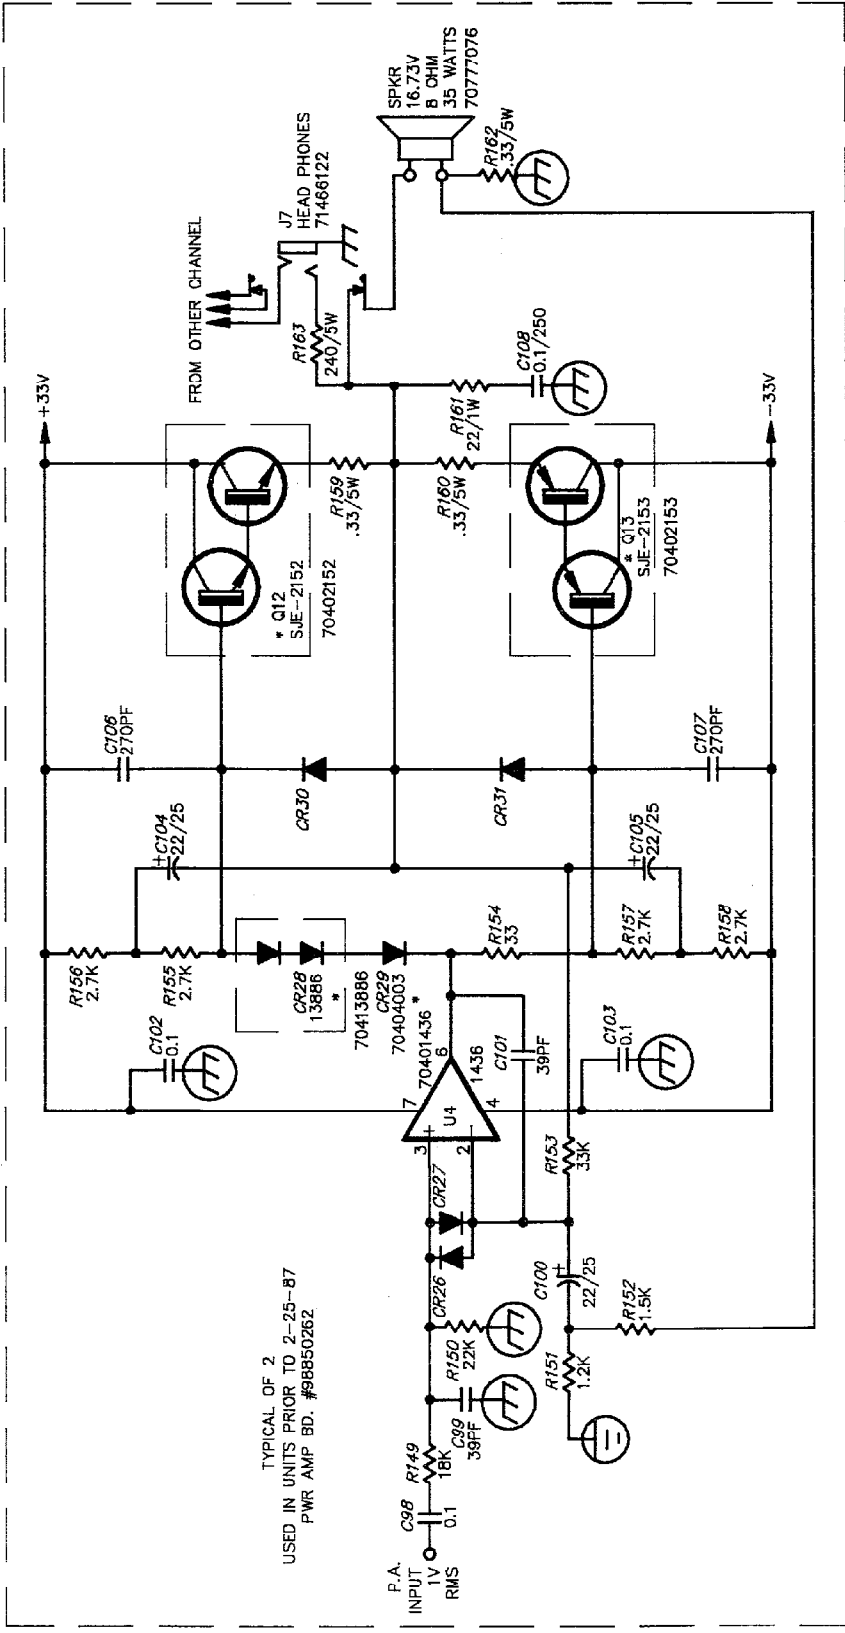 TYPICAL OF 2
USED IN UNITS PRIOR TO 2-25-87
PWR AMP BD. #98850262
P.A.
INPUT
1V
RMS
C98
0.1
R149
18K
C99
39PF
R150
22K
CR26
CR27
R151
1.2K
C100
+
22/25
R152
1.5K
R153
33K
3
2
+
-
U4
7
4
6
70401436
1436
C101
39PF
C102
0.1
C103
0.1
R156
2.7K
R155
2.7K
CR28
13886
*
70413886
CR29
70404003
*
R154
33
R157
2.7K
R158
2.7K
+
C104
22/25
+
C105
22/25
C106
270PF
CR30
CR31
C107
270PF
* Q12
SJE-2152
70402152
* Q13
SJE-2153
70402153
R159
.33/5W
R160
.33/5W
+33V
-33V
R161
22/1W
C108
0.1/250
R163
240/5W
FROM OTHER CHANNEL
J7
HEAD PHONES
71466122
SPKR
16.73V
8 OHM
35 WATTS
70777076
R162
.33/5W